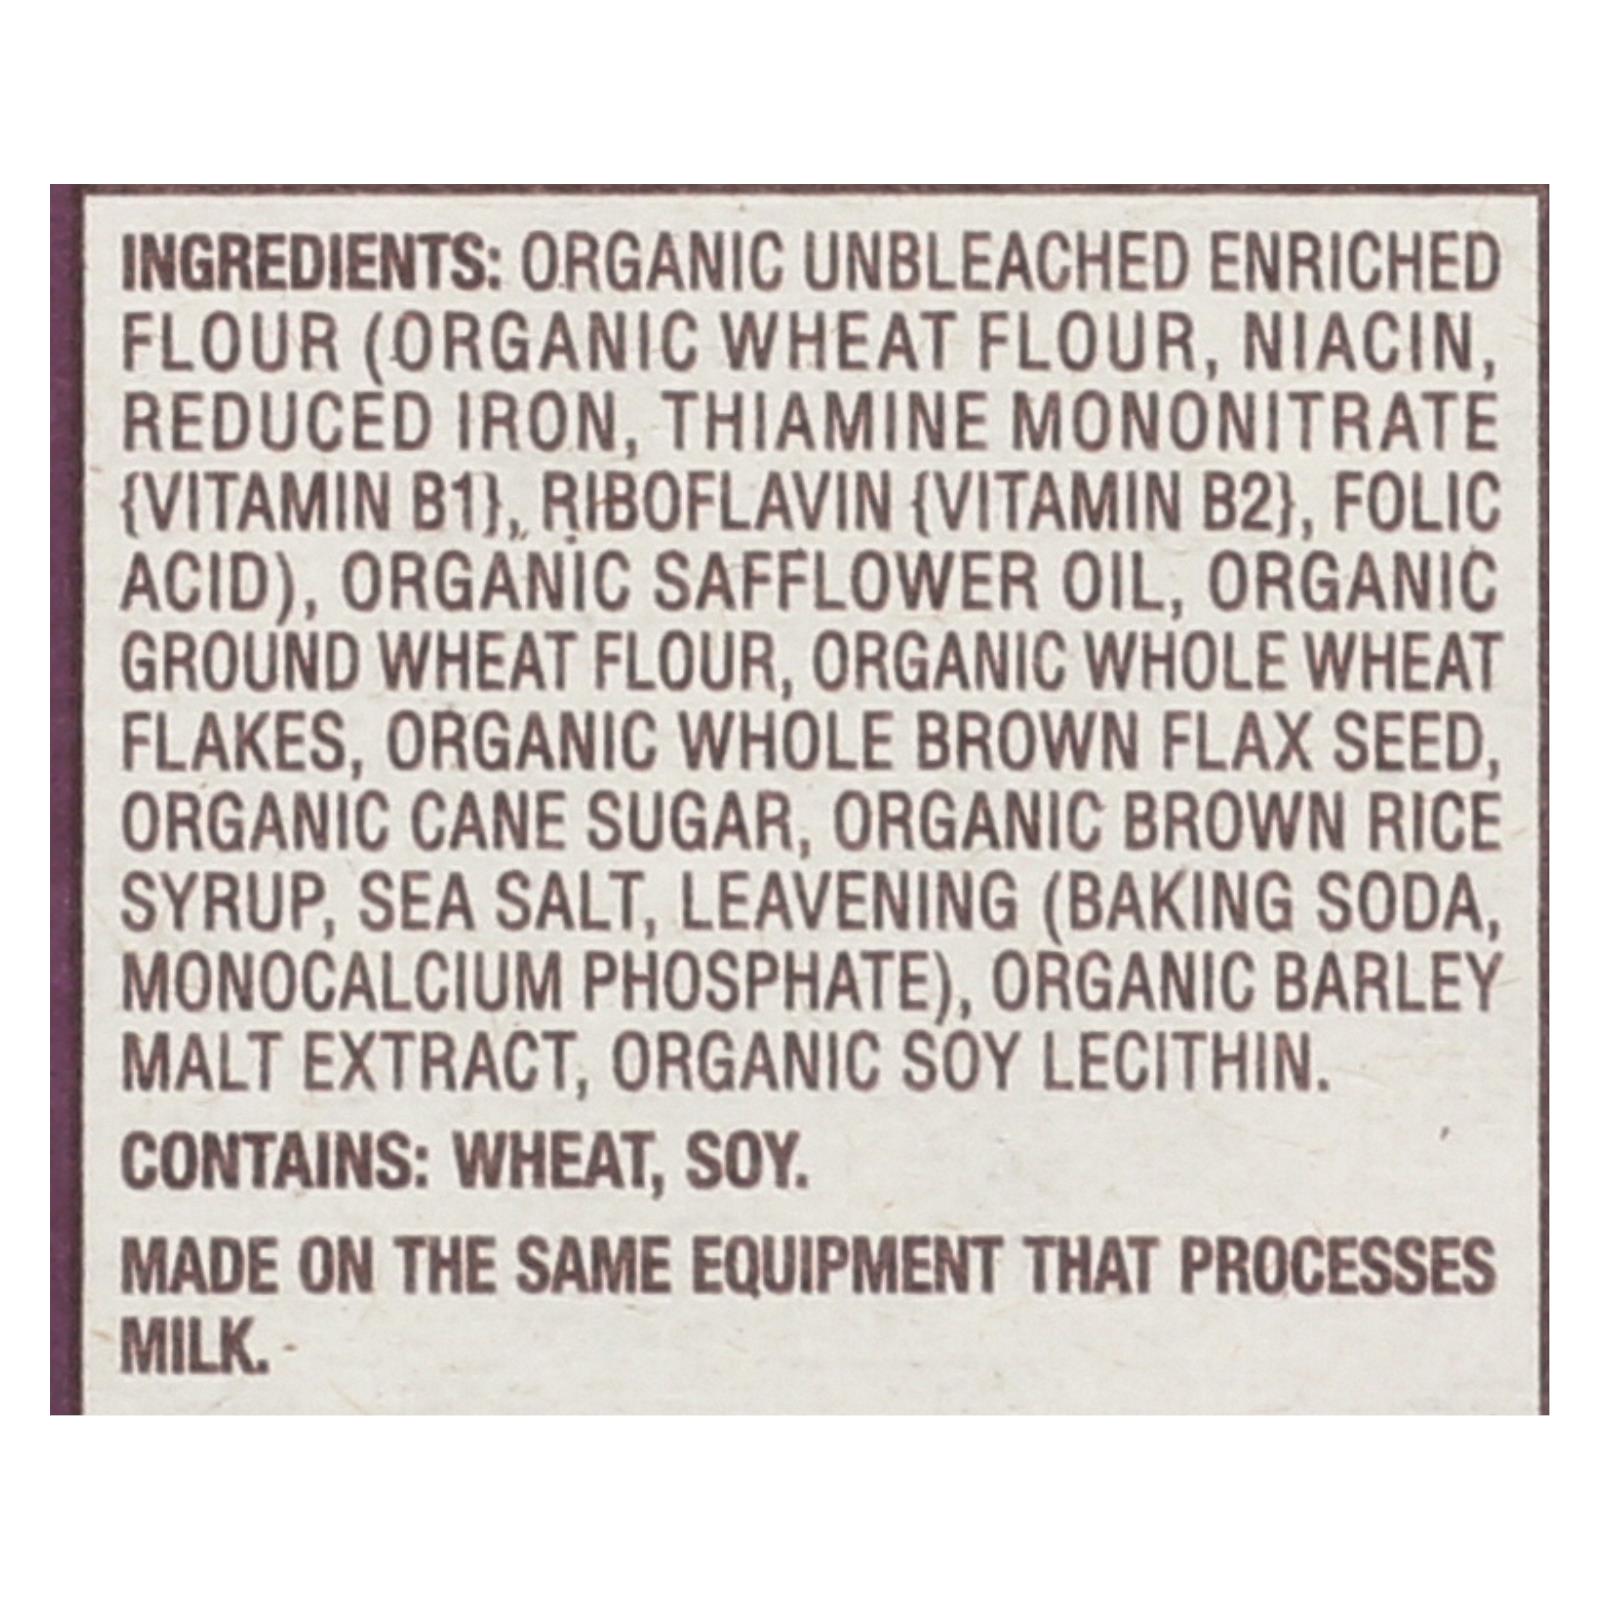 INGREDIENTS: ORGANIC UNBLEACHED ENRICHED
FLOUR (ORGANIC WHEAT FLOUR, NIACIN,
REDUCED IRON, THIAMINE MONONITRATE
{VITAMIN B1}, RIBOFLAVIN {VITAMIN B2}, FOLIC
ACID), ORGANIC SAFFLOWER OIL, ORGANIC
GROUND WHEAT FLOUR, ORGANIC WHOLE WHEAT
FLAKES, ORGANIC WHOLE BROWN FLAX SEED,
ORGANIC CANE SUGAR, ORGANIC BROWN RICE
SYRUP, SEA SALT, LEAVENING (BAKING SODA,
MONOCALCIUM PHOSPHATE), ORGANIC BARLEY
MALT EXTRACT, ORGANIC SOY LECITHIN.
CONTAINS: WHEAT, SOY.
MADE ON THE SAME EQUIPMENT THAT PROCESSES
MILK.